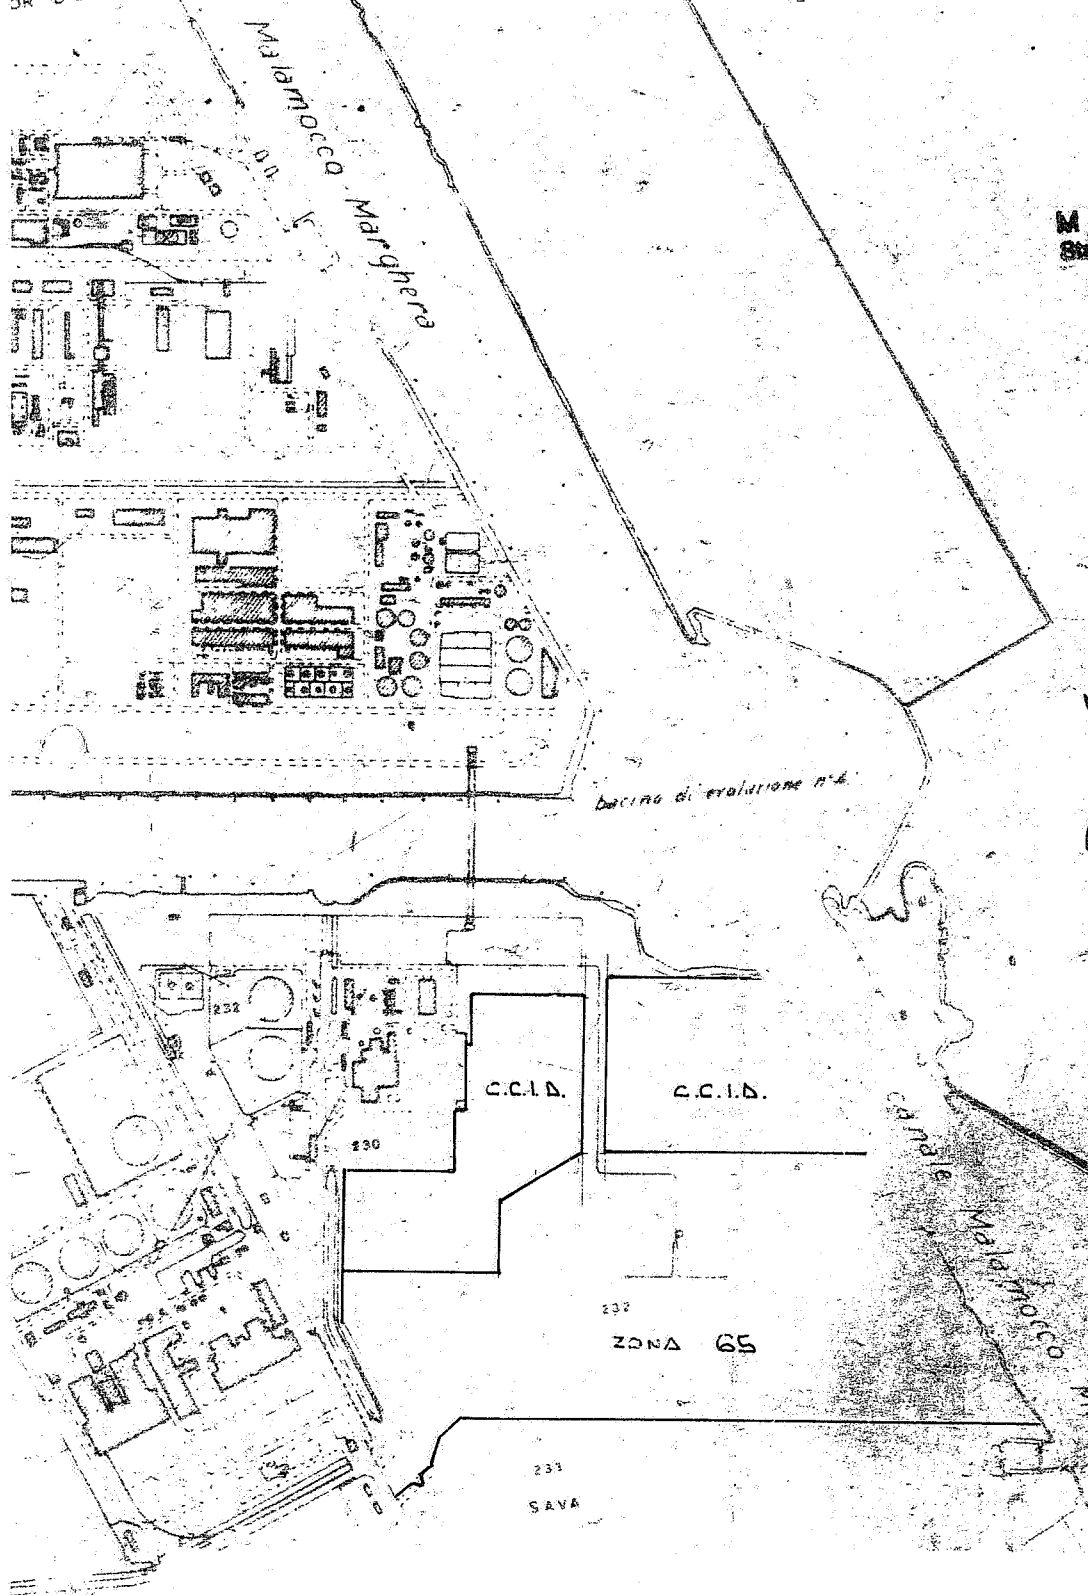 Malamocco Marghera
M
bacino di evoluzione n°4
232
C.C.I.D.
C.C.I.D.
230
canale Malamocco
232
ZONA 65
233
SAVA